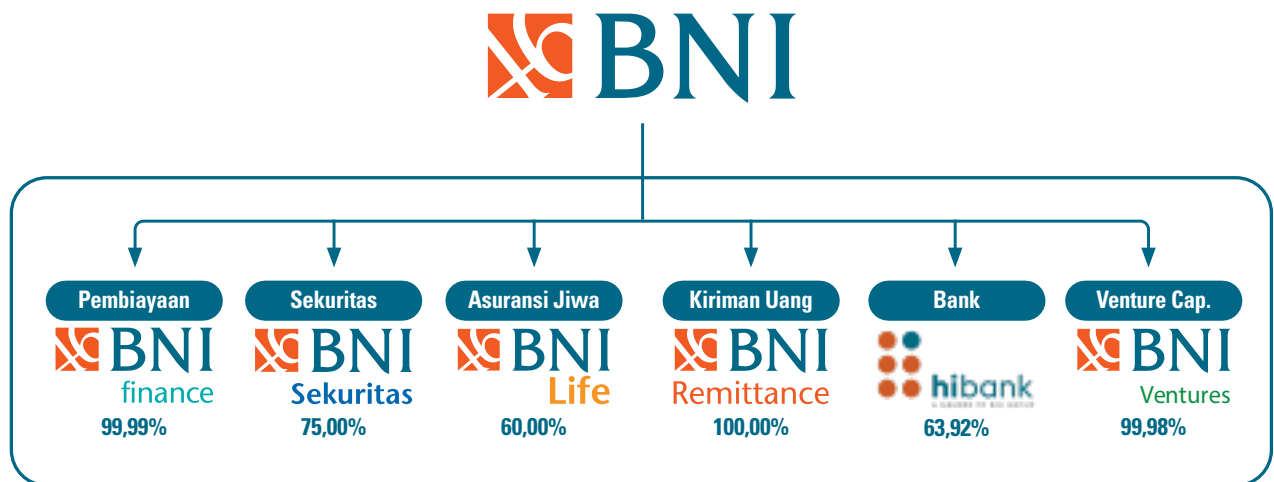 BNI
Pembiayaan
Sekuritas
Asuransi Jiwa
Kiriman Uang
Bank
Venture Cap.
BNI
finance
BNI
Sekuritas
BNI
Life
BNI
Remittance
hibank
BNI
Ventures
99,99%
75,00%
60,00%
100,00%
63,92%
99,98%